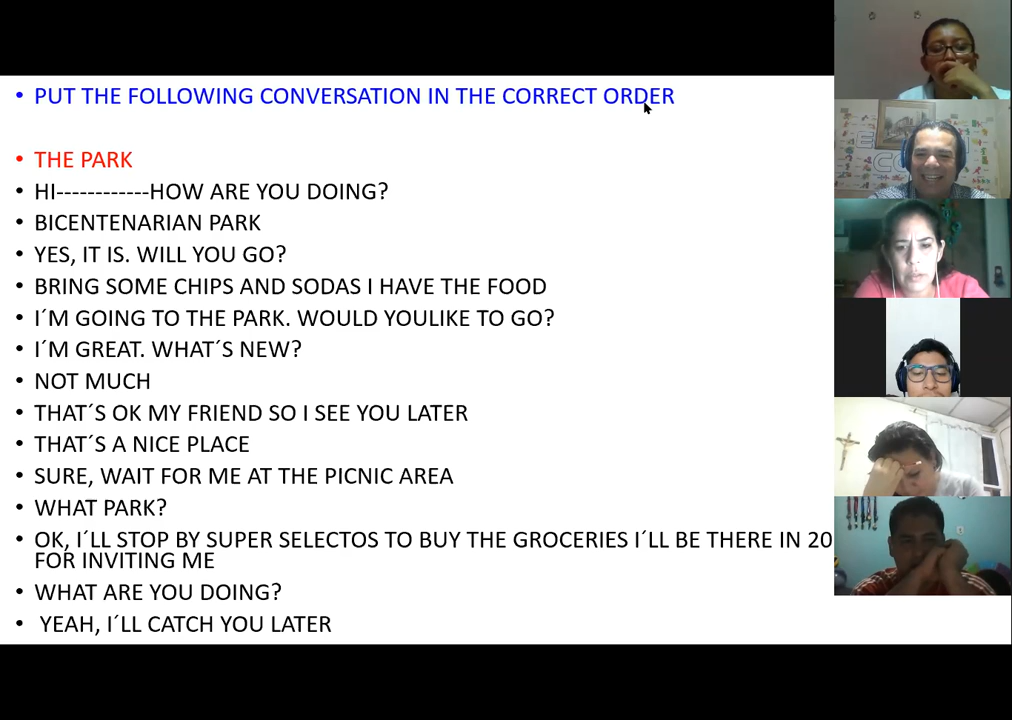 PUT THE FOLLOWING CONVERSATION IN THE CORRECT ORDER
THE PARK
HI------------HOW ARE YOU DOING?
BICENTENARIAN PARK
YES, IT IS. WILL YOU GO?
BRING SOME CHIPS AND SODAS I HAVE THE FOOD
I´M GOING TO THE PARK. WOULD YOULIKE TO GO?
I´M GREAT. WHAT´S NEW?
NOT MUCH
THAT´S OK MY FRIEND SO I SEE YOU LATER
THAT´S A NICE PLACE
SURE, WAIT FOR ME AT THE PICNIC AREA
WHAT PARK?
OK, I´LL STOP BY SUPER SELECTOS TO BUY THE GROCERIES I´LL BE THERE IN 20
FOR INVITING ME
WHAT ARE YOU DOING?
YEAH, I´LL CATCH YOU LATER